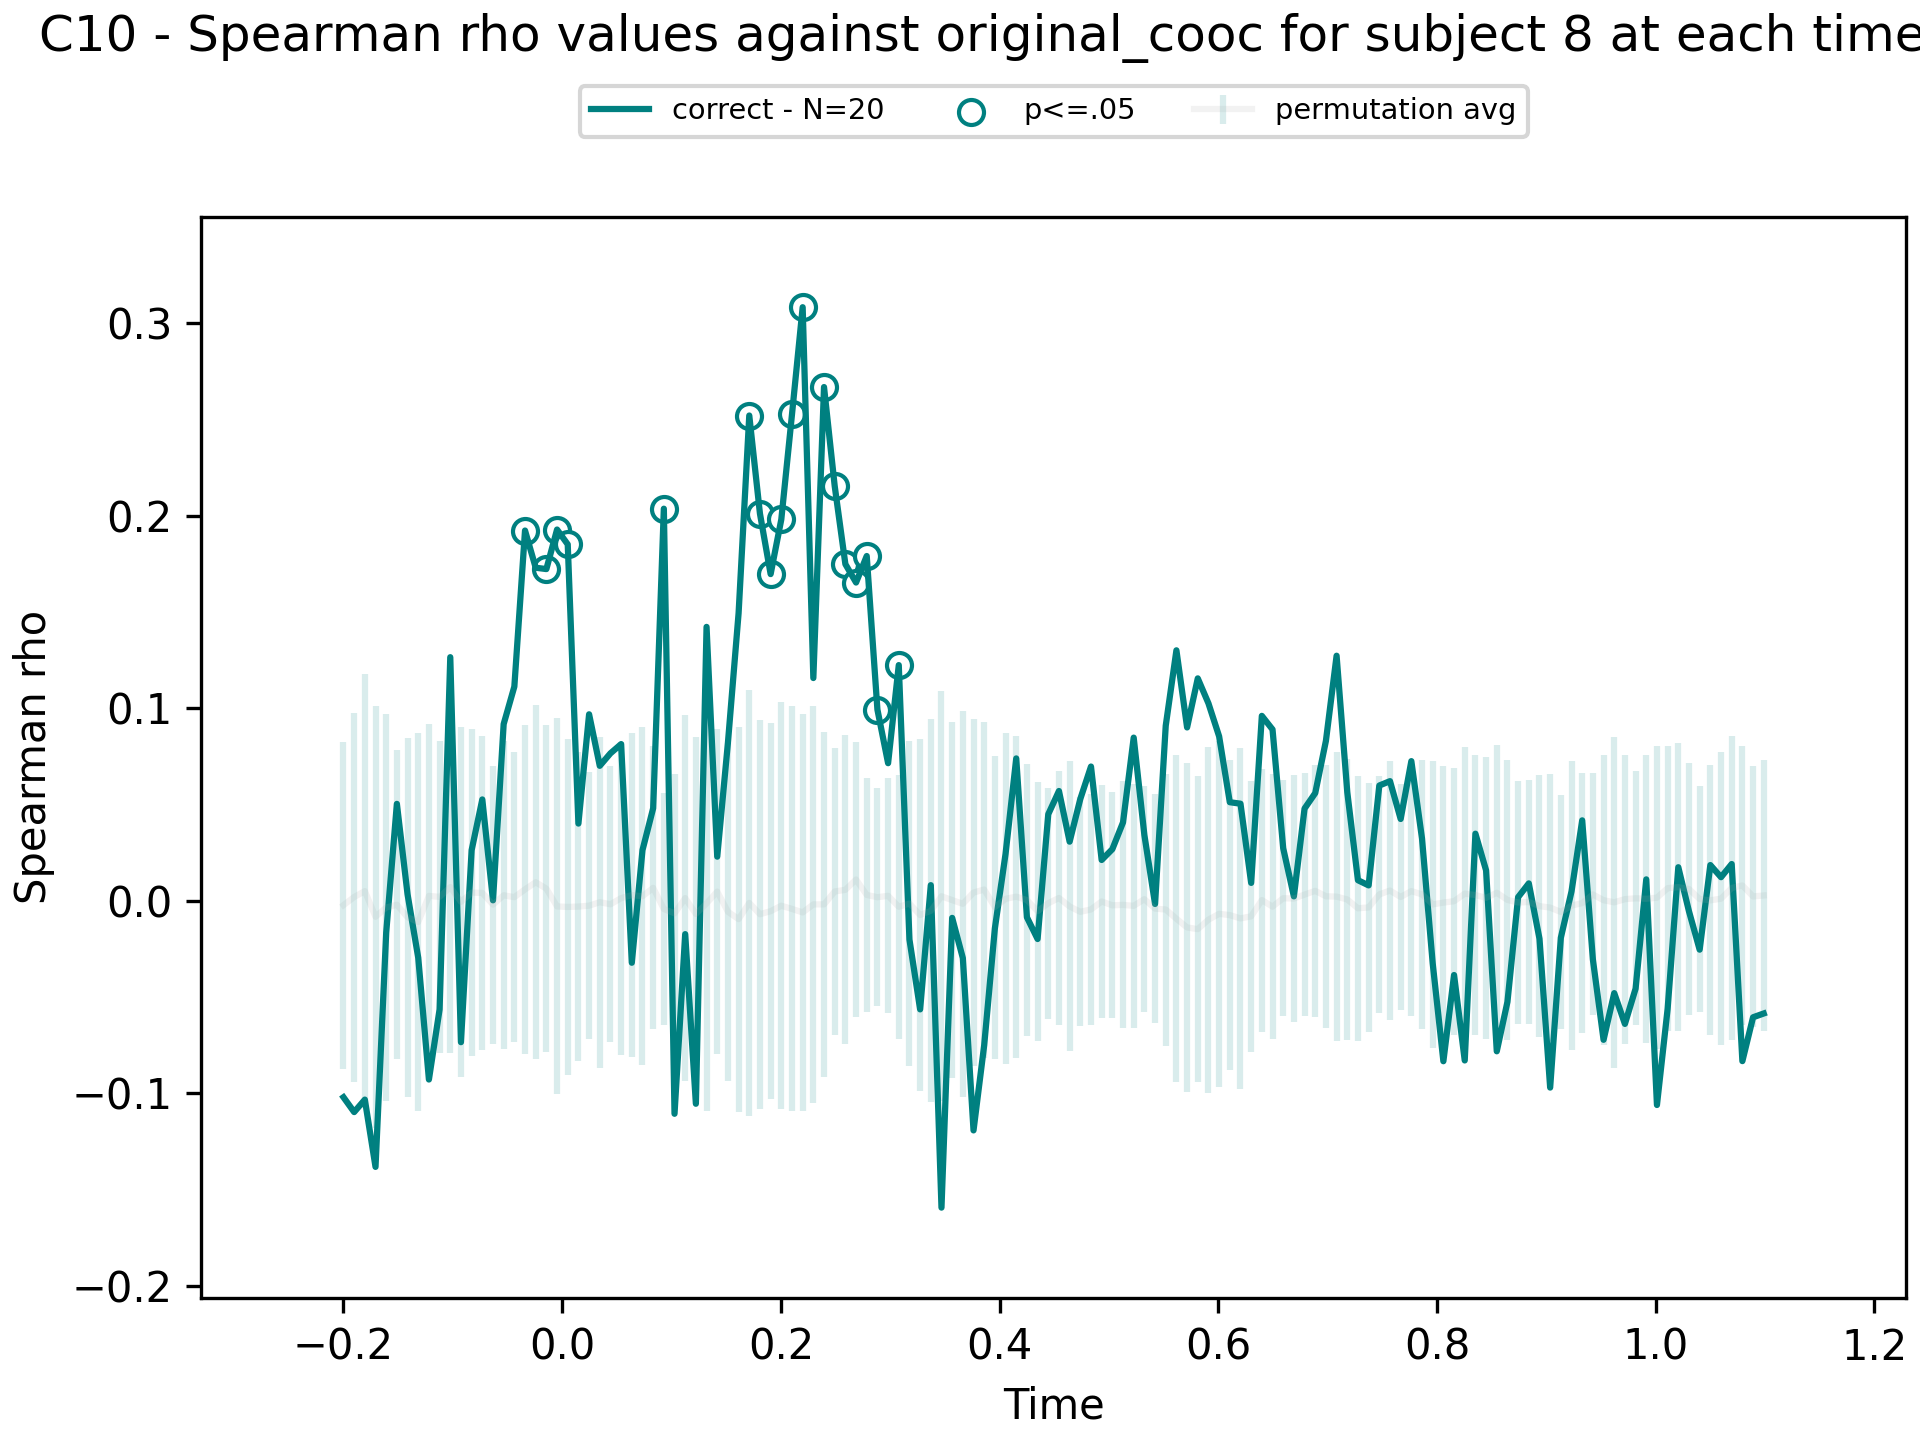 C10 - Spearman rho values against original_cooc for subject 8 at each time
correct - N=20 p<=.05 permutation avg
Spearman rho
0.3
0.2
0.1
0.0
−0.1
−0.2
−0.2 0.0 0.2 0.4 0.6 0.8 1.0 1.2
Time